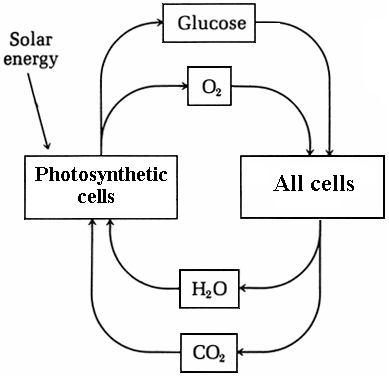 Glucose
Solar
energy
O₂
Photosynthetic
cells
All cells
H₂O
CO₂